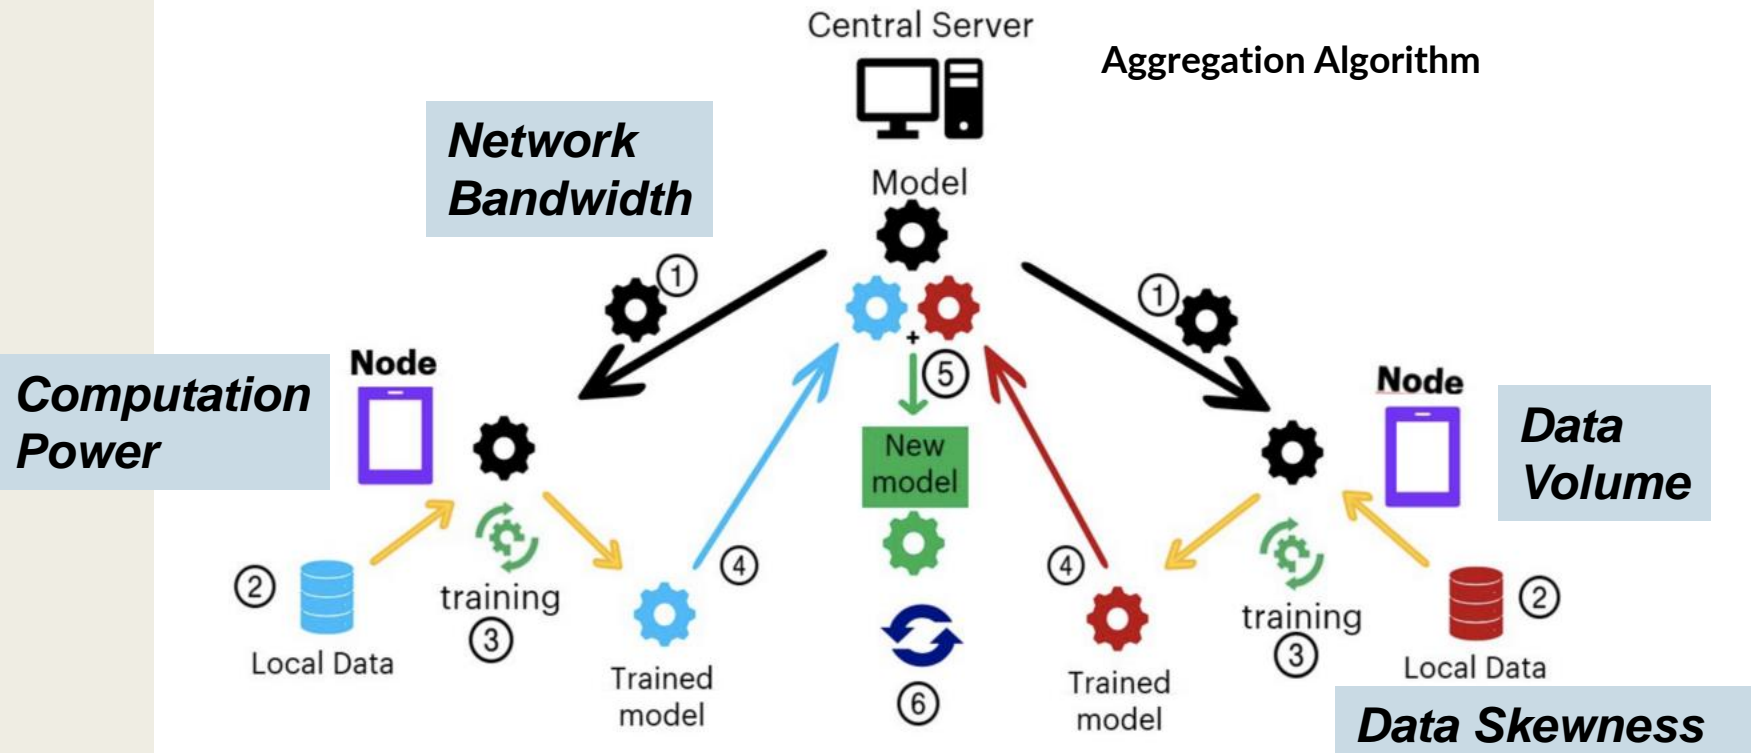 Central Server
Aggregation Algorithm
Network
Bandwidth
Model
1
1
Node
Node
Computation
Power
5
Data
Volume
New
model
2
Local Data
training
3
4
Trained
model
6
4
Trained
model
training
3
2
Local Data
Data Skewness
+